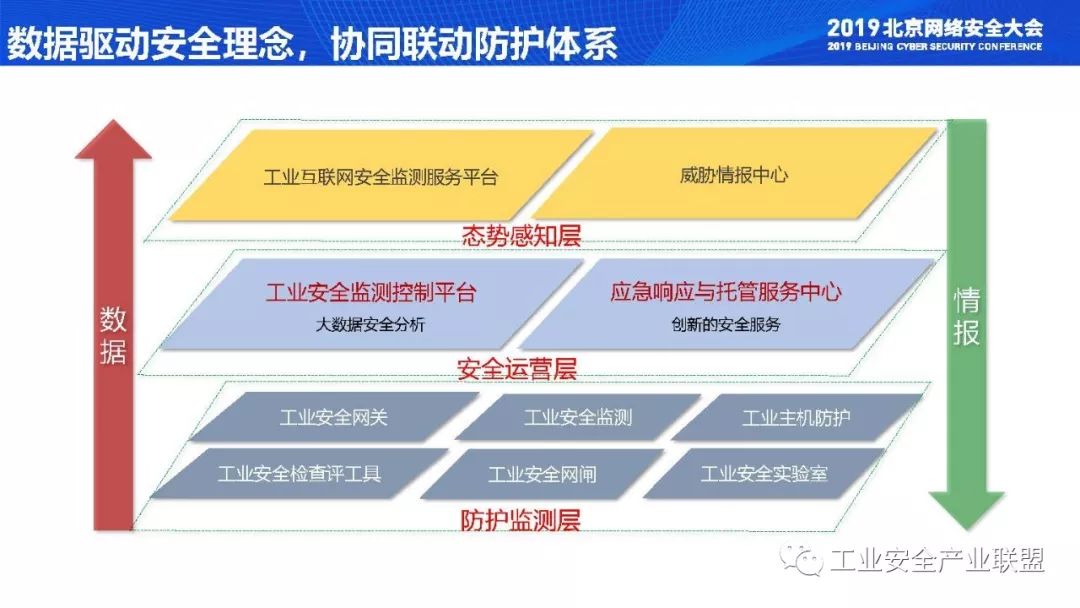 数据驱动安全理念，协同联动防护体系
2019北京网络安全大会
2019 BEIJING CYBER SECURITY CONFERENCE
工业互联网安全监测服务平台
威胁情报中心
态势感知层
工业安全监测控制平台
大数据安全分析
应急响应与托管服务中心
创新的安全服务
安全运营层
数据
情报
工业安全网关
工业安全监测
工业主机防护
工业安全检查评工具
工业安全网闸
工业安全实验室
防护监测层
工业安全产业联盟